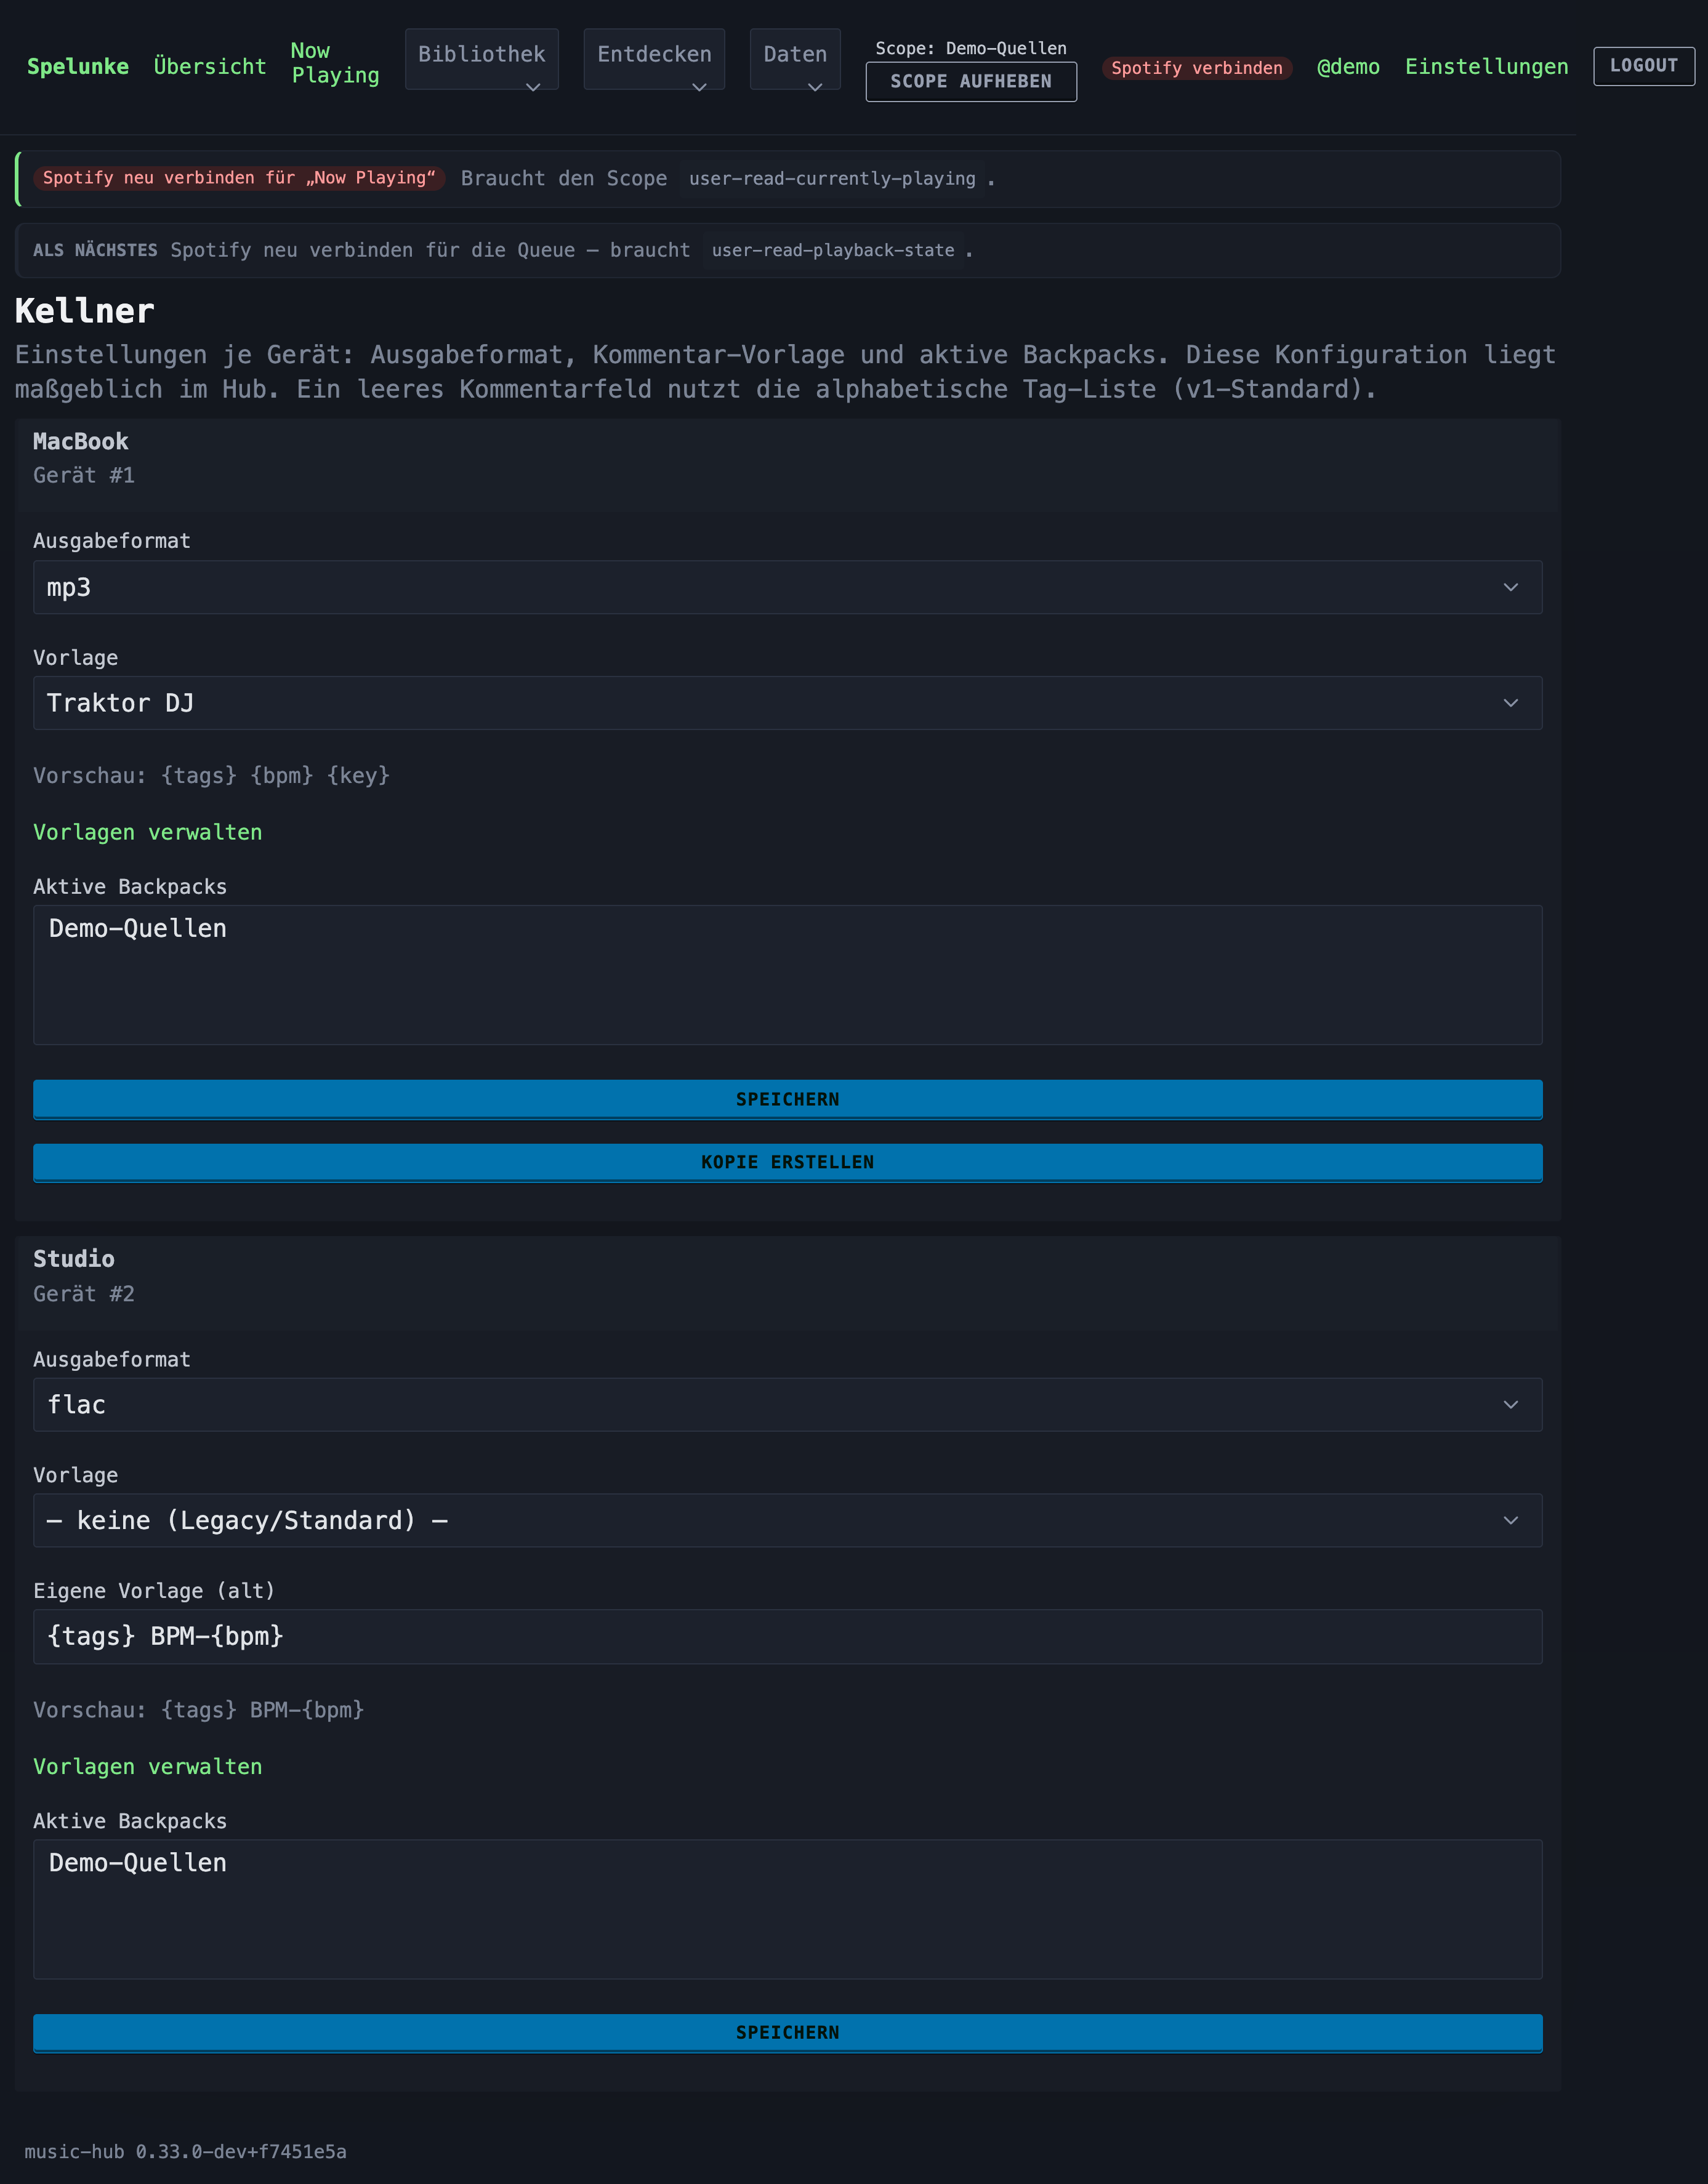 Spelunke Übersicht Now Playing Bibliothek Entdecken Daten Scope: Demo-Quellen SCOPE AUFHEBEN Spotify verbinden @demo Einstellungen LOGOUT
Spotify neu verbinden für „Now Playing“ Braucht den Scope user-read-currently-playing .
ALS NÄCHSTES Spotify neu verbinden für die Queue – braucht user-read-playback-state .
Kellner
Einstellungen je Gerät: Ausgabeformat, Kommentar-Vorlage und aktive Backpacks. Diese Konfiguration liegt
maßgeblich im Hub. Ein leeres Kommentarfeld nutzt die alphabetische Tag-Liste (v1-Standard).
MacBook
Gerät #1
Ausgabeformat
mp3
Vorlage
Traktor DJ
Vorschau: {tags} {bpm} {key}
Vorlagen verwalten
Aktive Backpacks
Demo-Quellen
SPEICHERN
KOPIE ERSTELLEN
Studio
Gerät #2
Ausgabeformat
flac
Vorlage
– keine (Legacy/Standard) –
Eigene Vorlage (alt)
{tags} BPM-{bpm}
Vorschau: {tags} BPM-{bpm}
Vorlagen verwalten
Aktive Backpacks
Demo-Quellen
SPEICHERN
music-hub 0.33.0-dev+f7451e5a